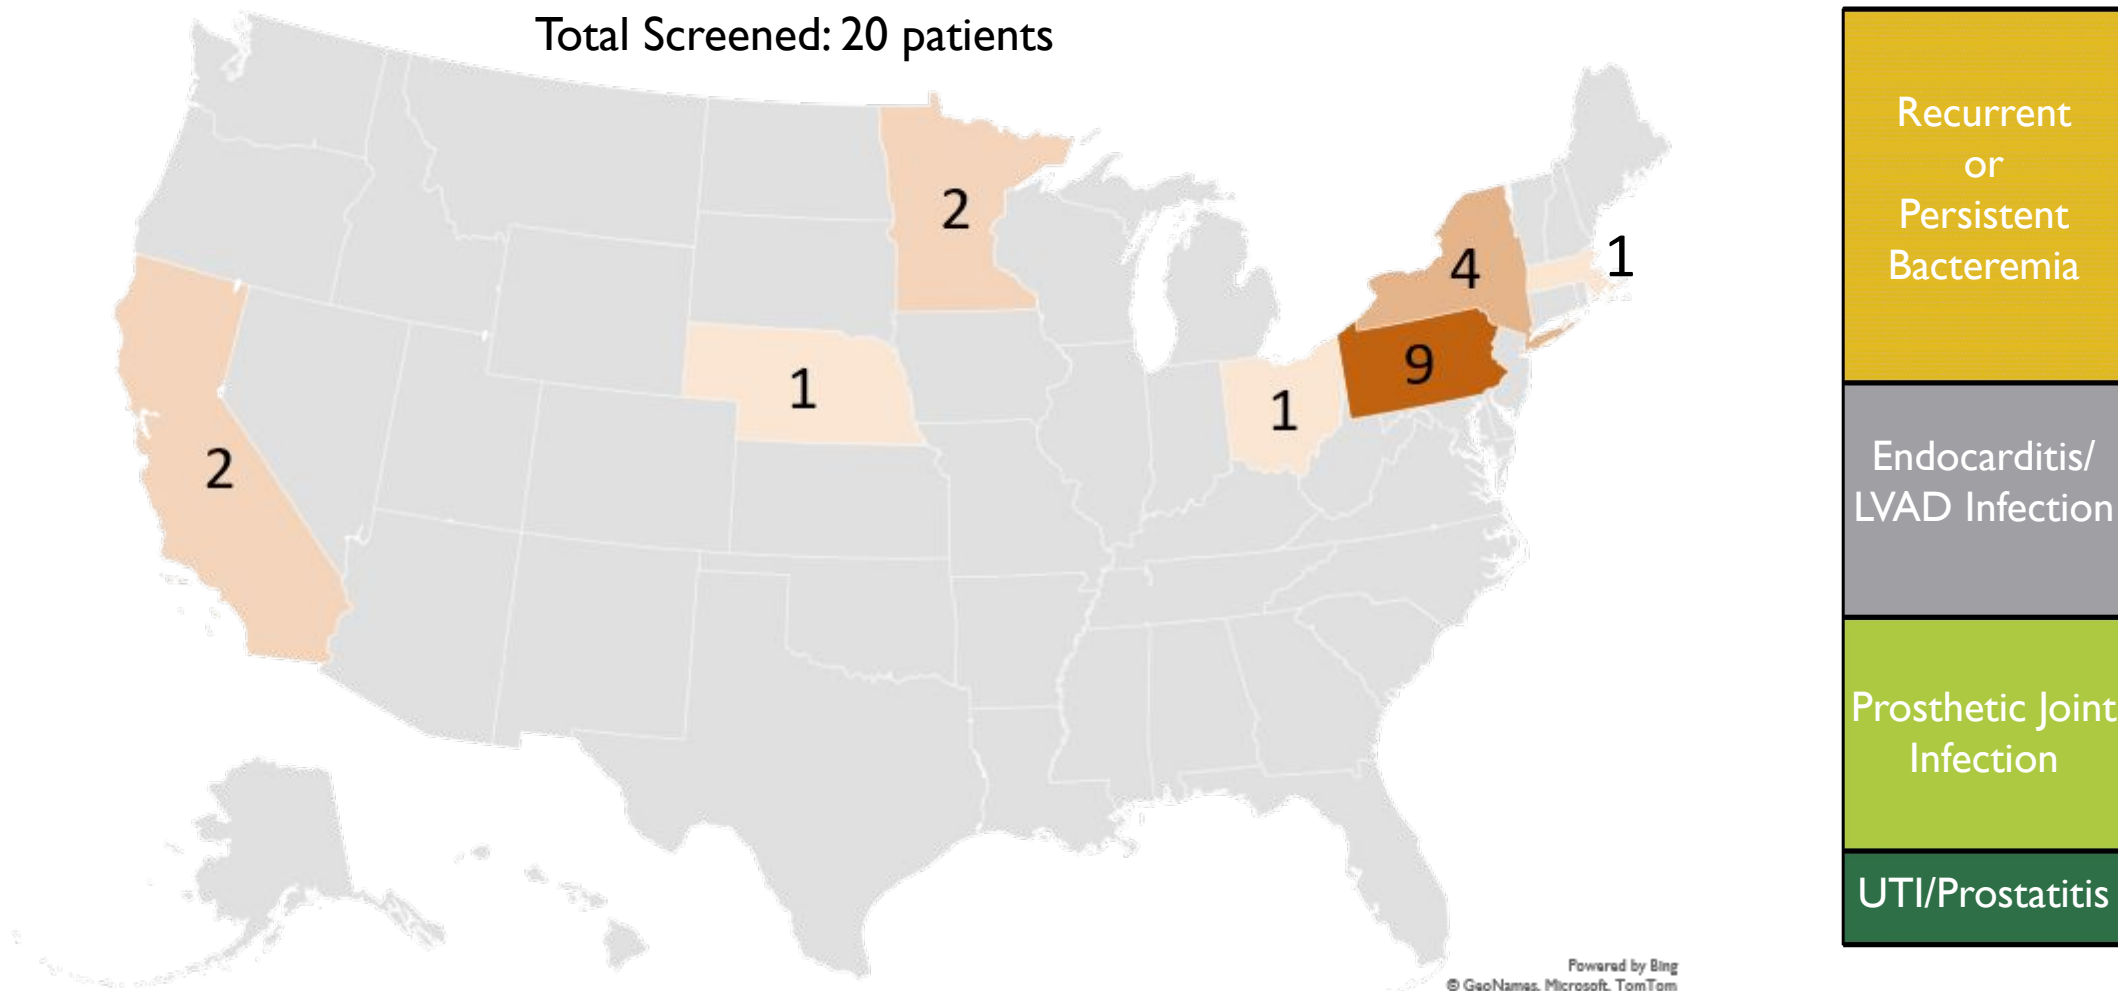 Total Screened: 20 patients
2
4
1
9
1
1
2
Recurrent
or
Persistent
Bacteremia
Endocarditis/
LVAD Infection
Prosthetic Joint
Infection
UTI/Prostatitis
Powered by Bing
© GeoNames, Microsoft, TomTom